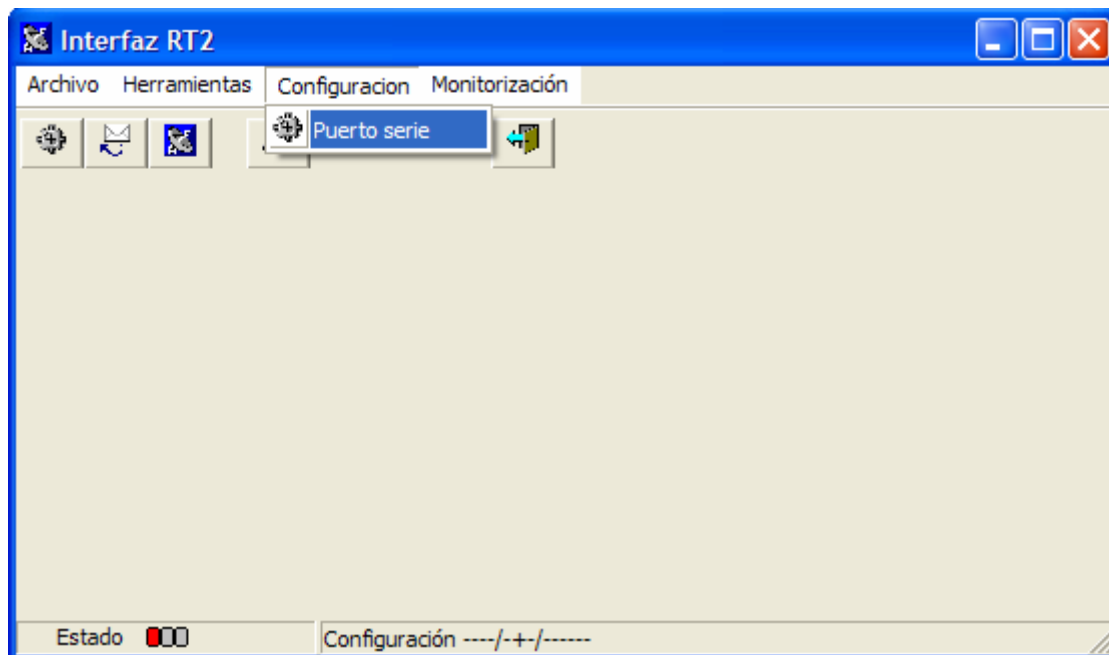 Interfaz RT2
Archivo Herramientas Configuracion Monitorización
Puerto serie
Estado Configuración ----/-+-/------